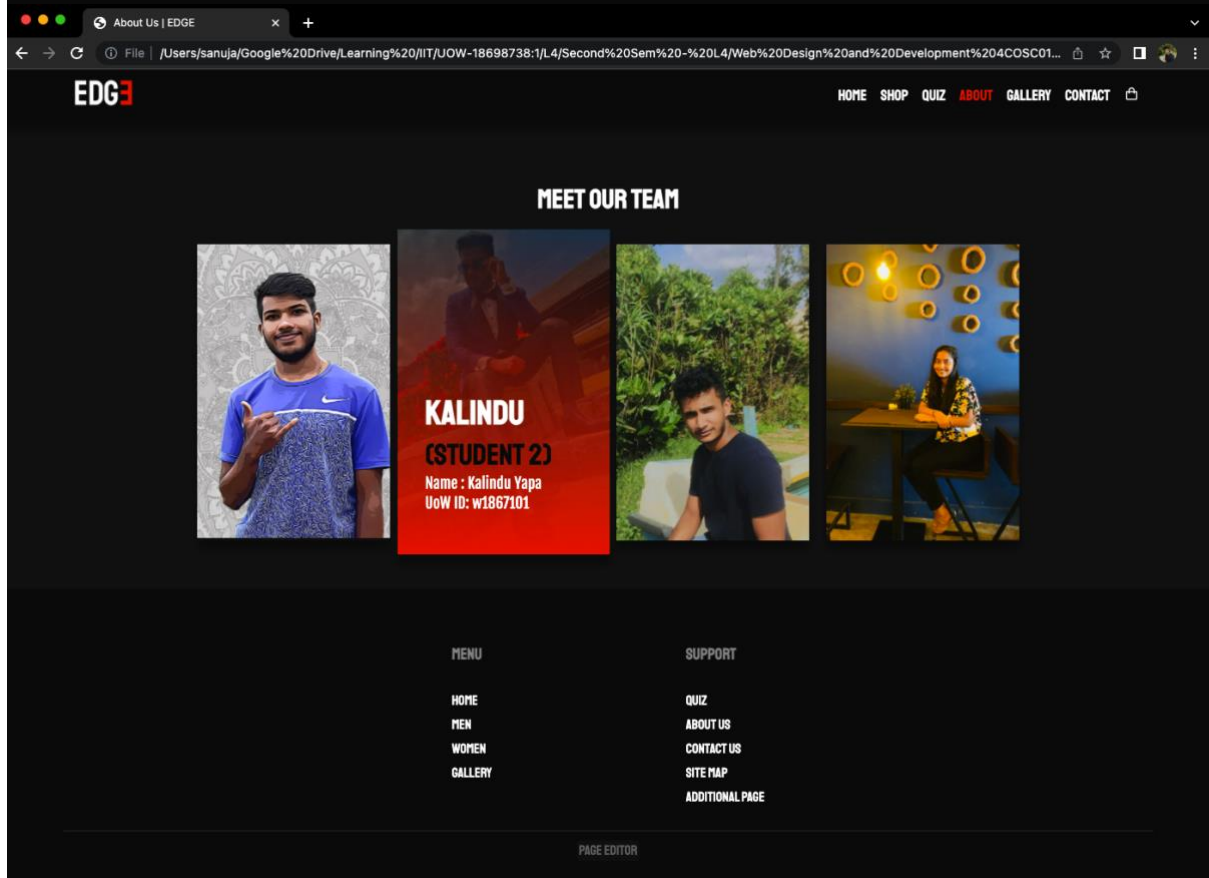 About Us | EDGE
File | /Users/sanuja/Google%20Drive/Learning%20/IIT/UOW-18698738:1/L4/Second%20Sem%20-%20L4/Web%20Design%20and%20Development%204COSC01...
EDGE
HOME SHOP QUIZ ABOUT GALLERY CONTACT
MEET OUR TEAM
KALINDU
(STUDENT 2)
Name : Kalindu Yapa
UoW ID: w1867101
MENU
HOME
MEN
WOMEN
GALLERY
SUPPORT
QUIZ
ABOUT US
CONTACT US
SITE MAP
ADDITIONAL PAGE
PAGE EDITOR